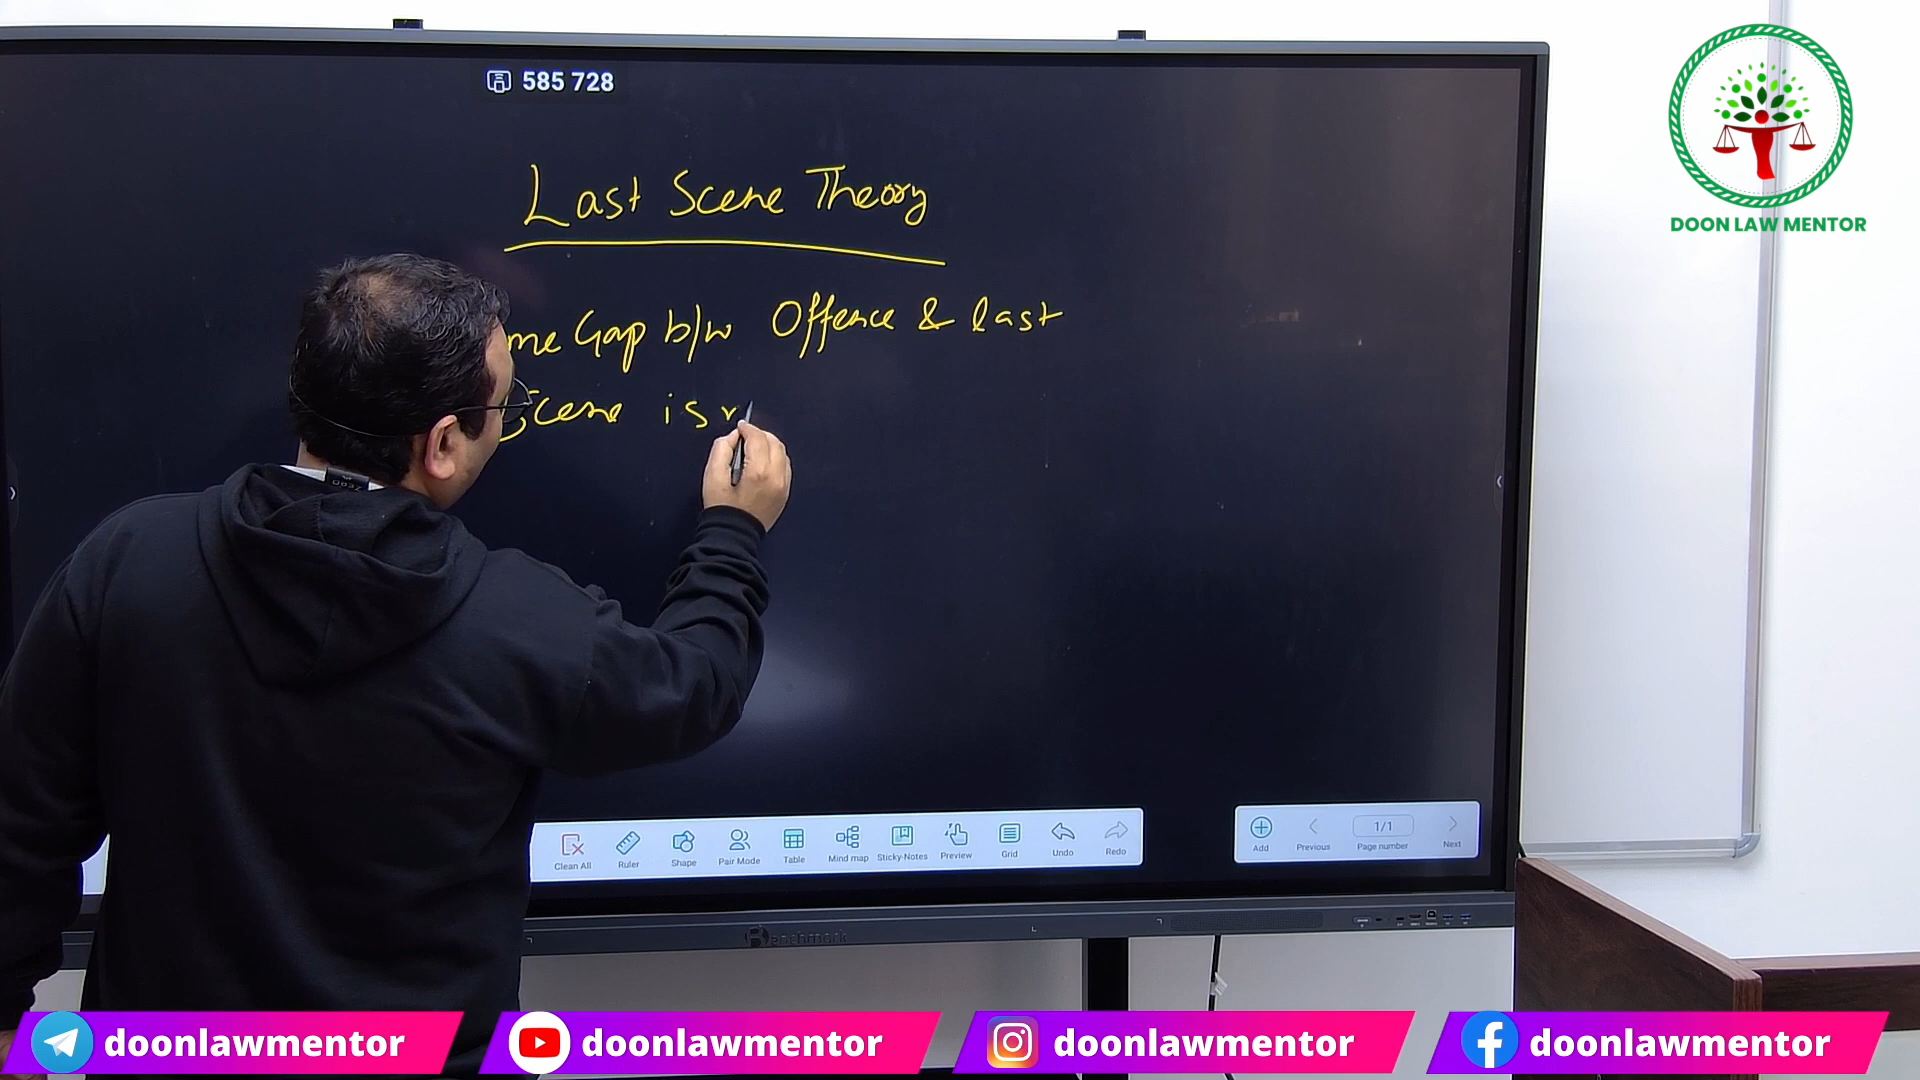 585 728
DOON LAW MENTOR
Last Scene Theory
me Gap b/w Offence & last
Scene is
Clean All
Ruler
Shape
Pair Mode
Table
Mind map
Sticky-Notes
Preview
Grid
Undo
Redo
Add
Previous
1/1
Page number
Next
Benchmark
doonlawmentor
doonlawmentor
doonlawmentor
doonlawmentor